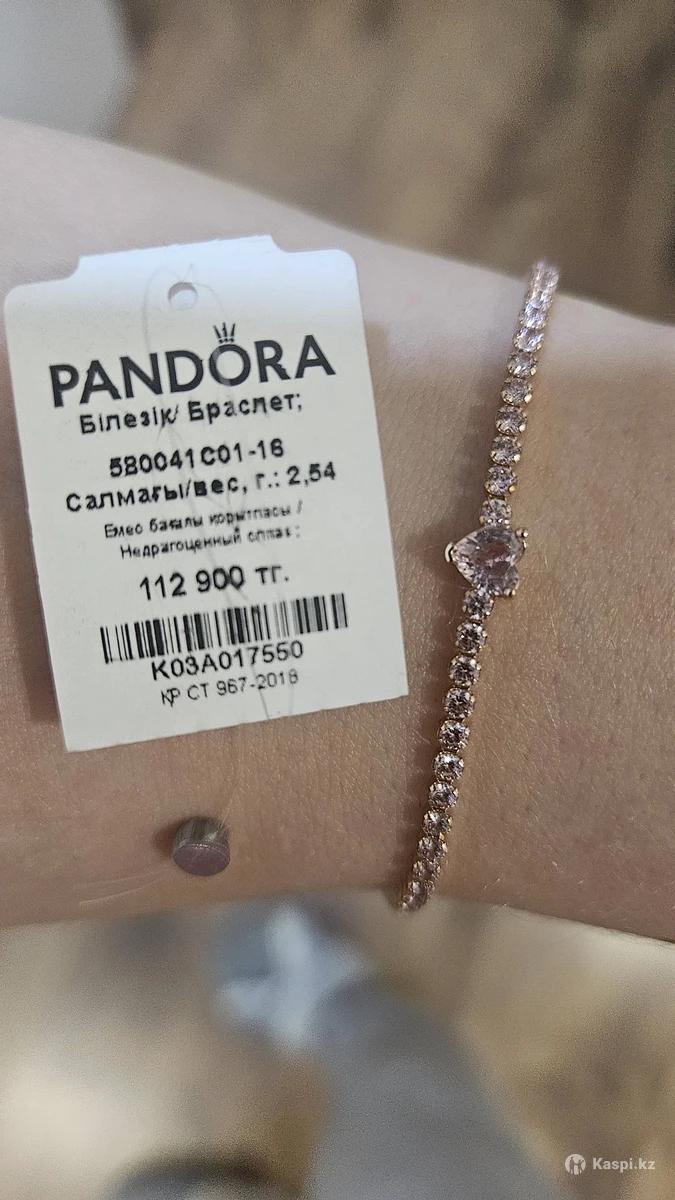 PANDORA
Білезік/ Браслет;
580041C01-16
Салмағы/вес, г.: 2,54
Емес бағалы қорытпасы /
Недрагоценный сплав:
112 900 тг.
K03A017550
ҚР СТ 967-2018
Kaspi.kz